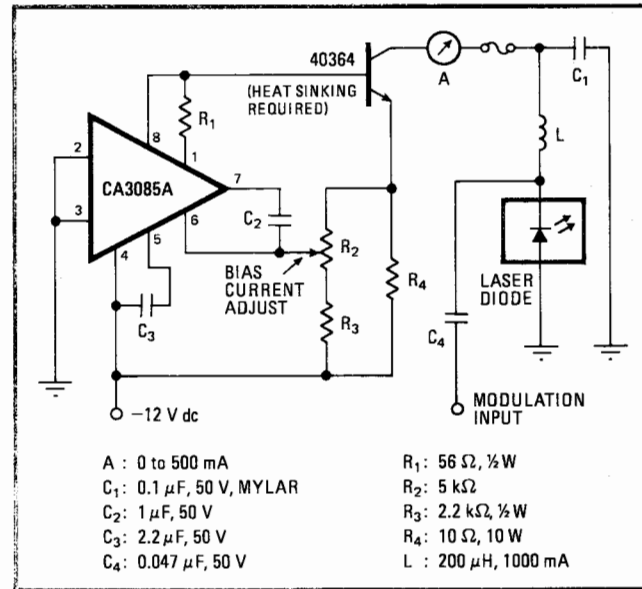 40364
(HEAT SINKING
REQUIRED)
A
C₁
R₁
8
1
2
3
CA3085A
7
6
4
5
C₂
L
R₂
BIAS
CURRENT
ADJUST
R₄
LASER
DIODE
C₃
R₃
C₄
−12 V dc
MODULATION
INPUT
A : 0 to 500 mA
C₁: 0.1 μF, 50 V, MYLAR
C₂: 1 μF, 50 V
C₃: 2.2 μF, 50 V
C₄: 0.047 μF, 50 V
R₁: 56 Ω, ½ W
R₂: 5 kΩ
R₃: 2.2 kΩ, ½ W
R₄: 10 Ω, 10 W
L : 200 μH, 1000 mA